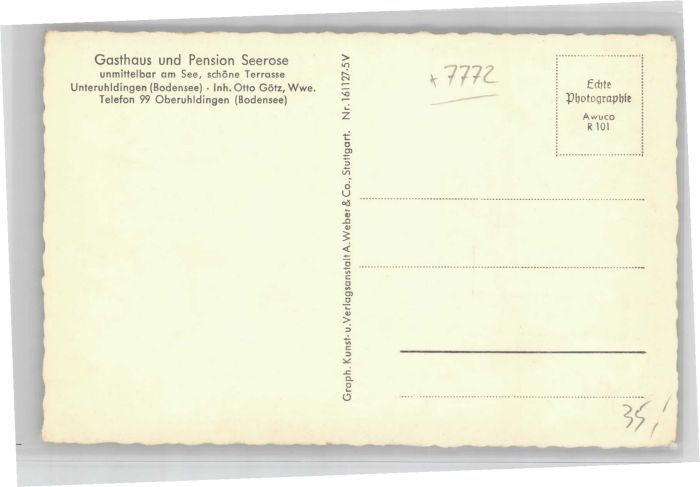 Gasthaus und Pension Seerose
unmittelbar am See, schöne Terrasse
Unteruhldingen (Bodensee) · Inh. Otto Götz, Wwe.
Telefon 99 Oberuhldingen (Bodensee)
Graph. Kunst- u. Verlagsanstalt A. Weber & Co., Stuttgart. Nr. 161127-5V
+7772
Echte
Photographie
Awuco
R 101
35,-